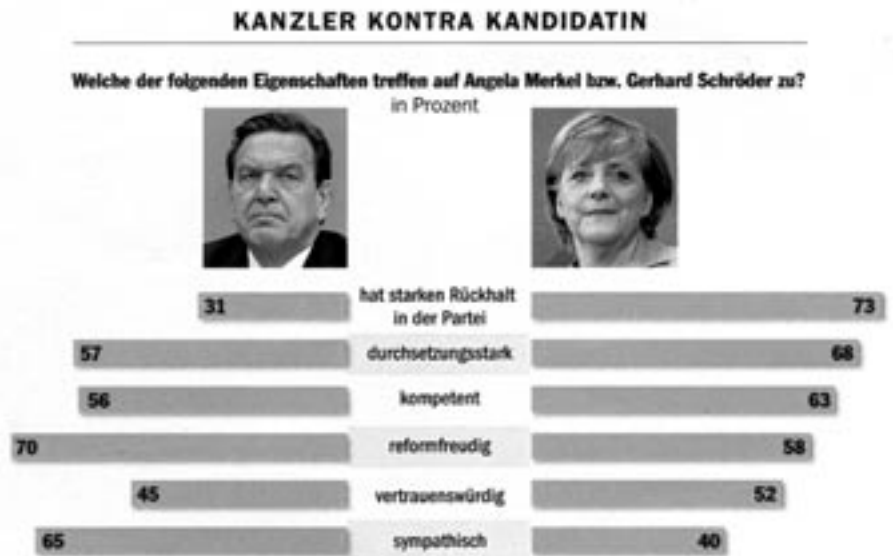 KANZLER KONTRA KANDIDATIN
Welche der folgenden Eigenschaften treffen auf Angela Merkel bzw. Gerhard Schröder zu?
in Prozent
31 hat starken Rückhalt in der Partei 73
57 durchsetzungsstark 68
56 kompetent 63
70 reformfreudig 58
45 vertrauenswürdig 52
65 sympathisch 40